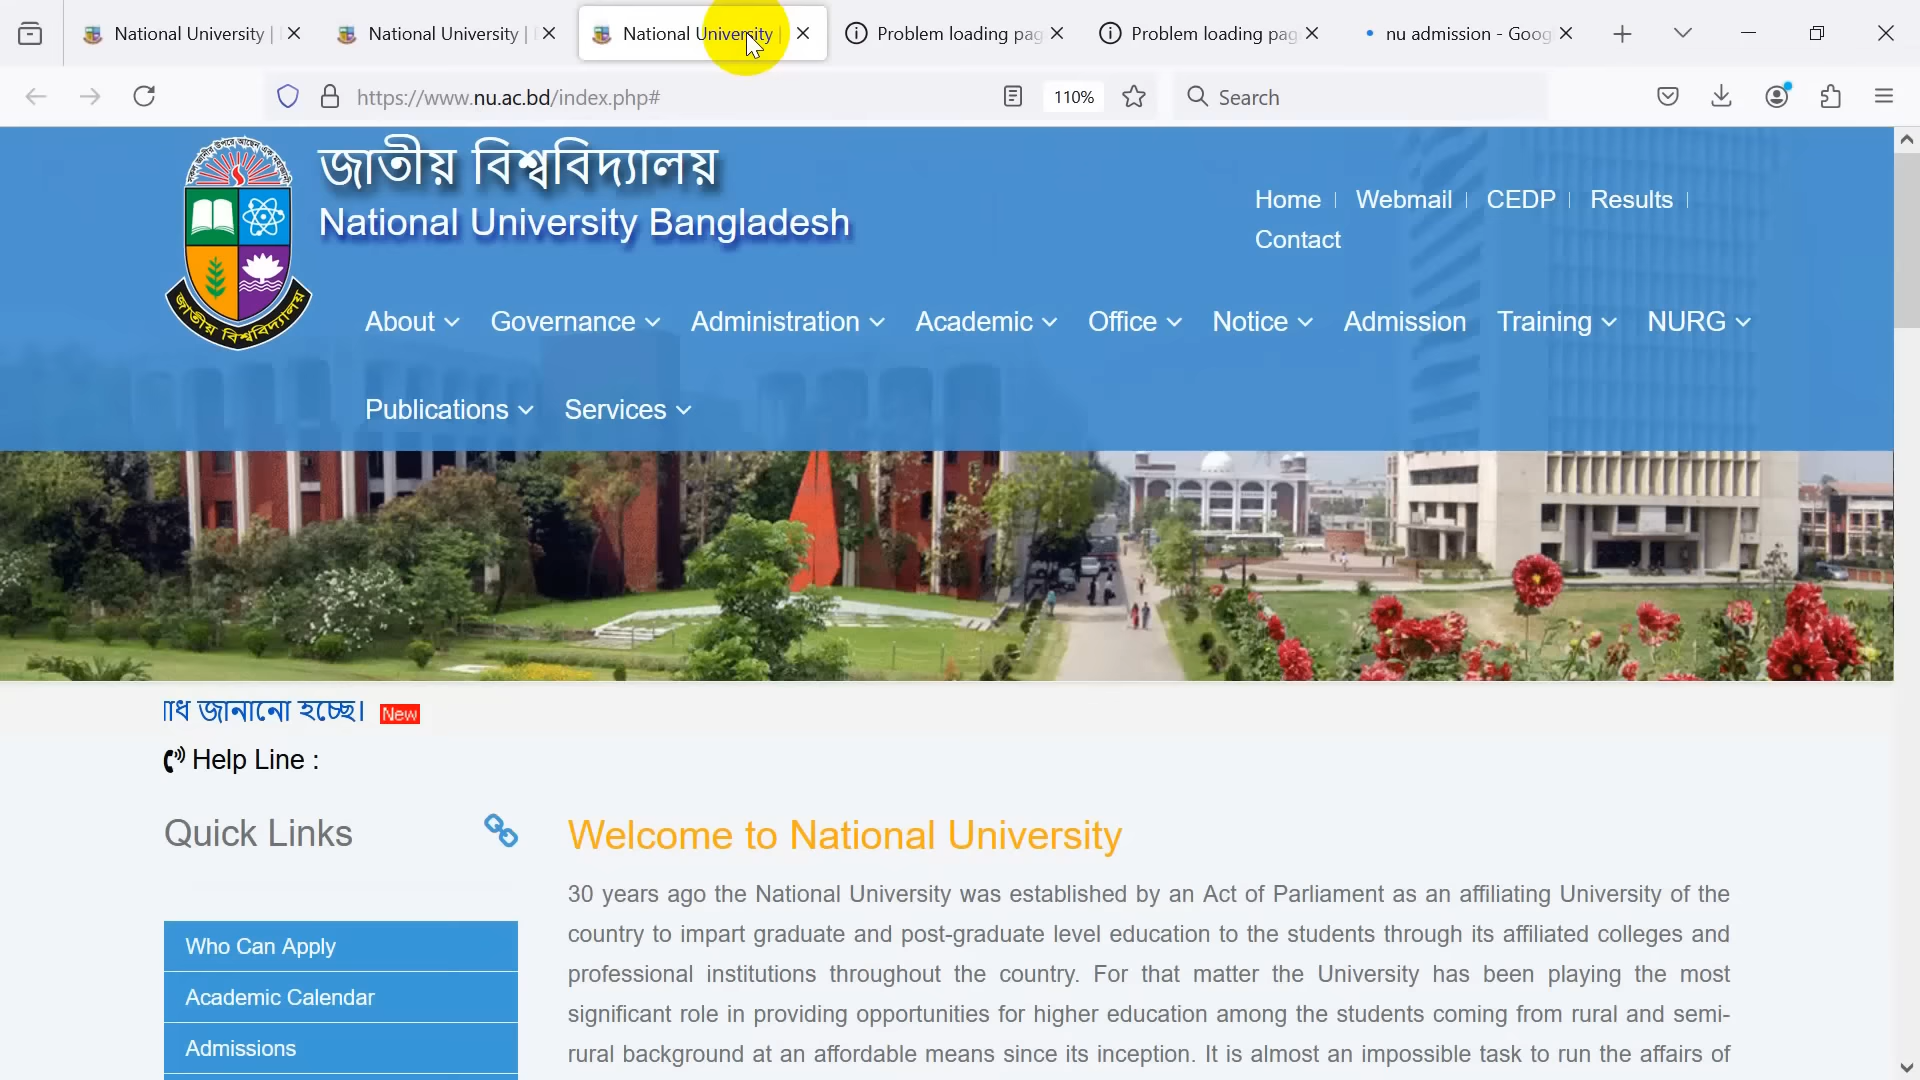 National University |
National University |
National University |
Problem loading pag
Problem loading pag
nu admission - Goog
https://www.nu.ac.bd/index.php#
110%
Search
জাতীয় বিশ্ববিদ্যালয়
National University Bangladesh
Home
Webmail
CEDP
Results
Contact
About
Governance
Administration
Academic
Office
Notice
Admission
Training
NURG
Publications
Services
জাতীয় বিশ্ববিদ্যালয়
জানানো হচ্ছে। New
Help Line :
Quick Links
Welcome to National University
30 years ago the National University was established by an Act of Parliament as an affiliating University of the
country to impart graduate and post-graduate level education to the students through its affiliated colleges and
professional institutions throughout the country. For that matter the University has been playing the most
significant role in providing opportunities for higher education among the students coming from rural and semi-
rural background at an affordable means since its inception. It is almost an impossible task to run the affairs of
Who Can Apply
Academic Calendar
Admissions